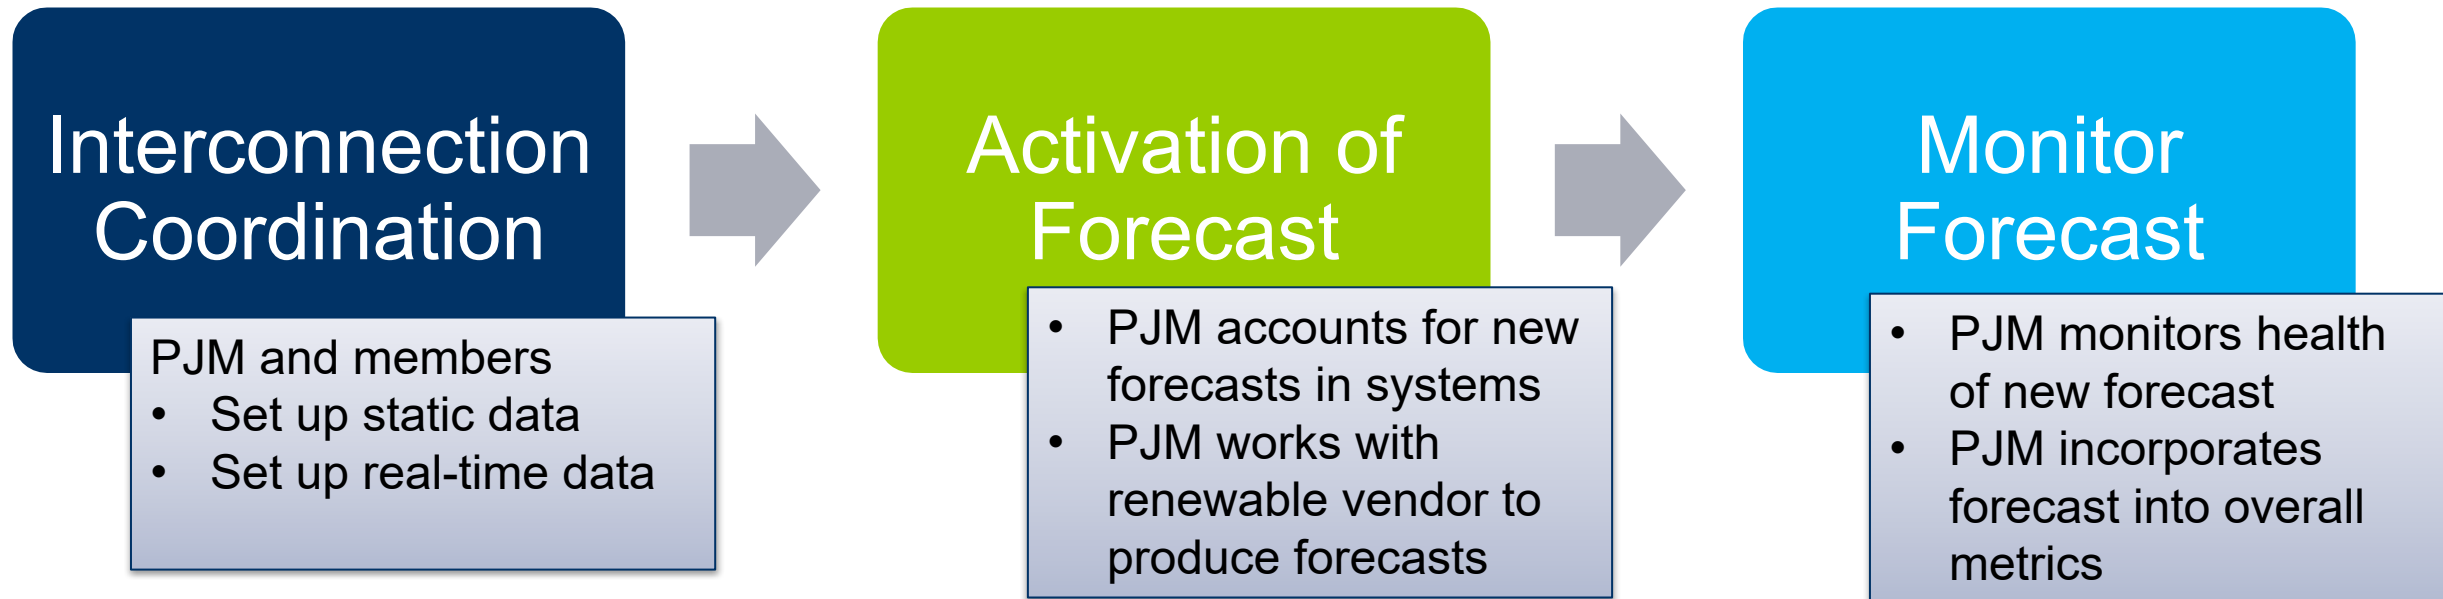 Interconnection
Coordination
PJM and members
• Set up static data
• Set up real-time data
Activation of
Forecast
• PJM accounts for new
forecasts in systems
• PJM works with
renewable vendor to
produce forecasts
Monitor
Forecast
• PJM monitors health
of new forecast
• PJM incorporates
forecast into overall
metrics